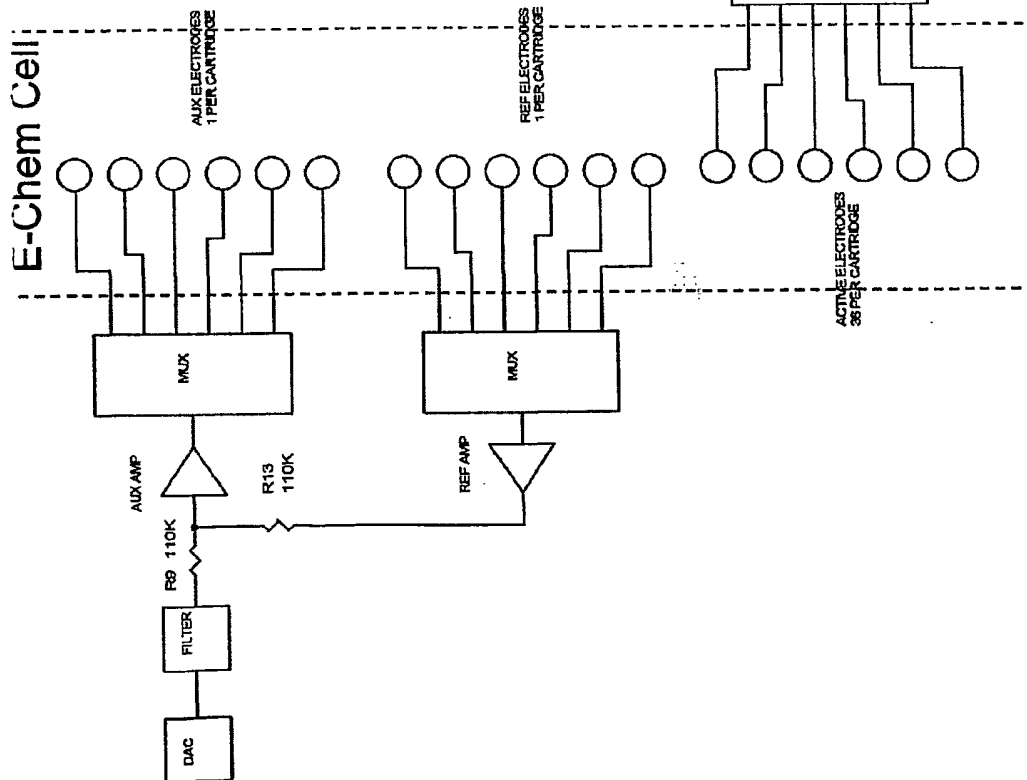 E-Chem Cell
AUX ELECTRODES
1 PER CARTRIDGE
REF ELECTRODES
1 PER CARTRIDGE
ACTIVE ELECTRODES
36 PER CARTRIDGE
MUX
MUX
AUX AMP
R13
110K
REF AMP
R9 110K
FILTER
DAC